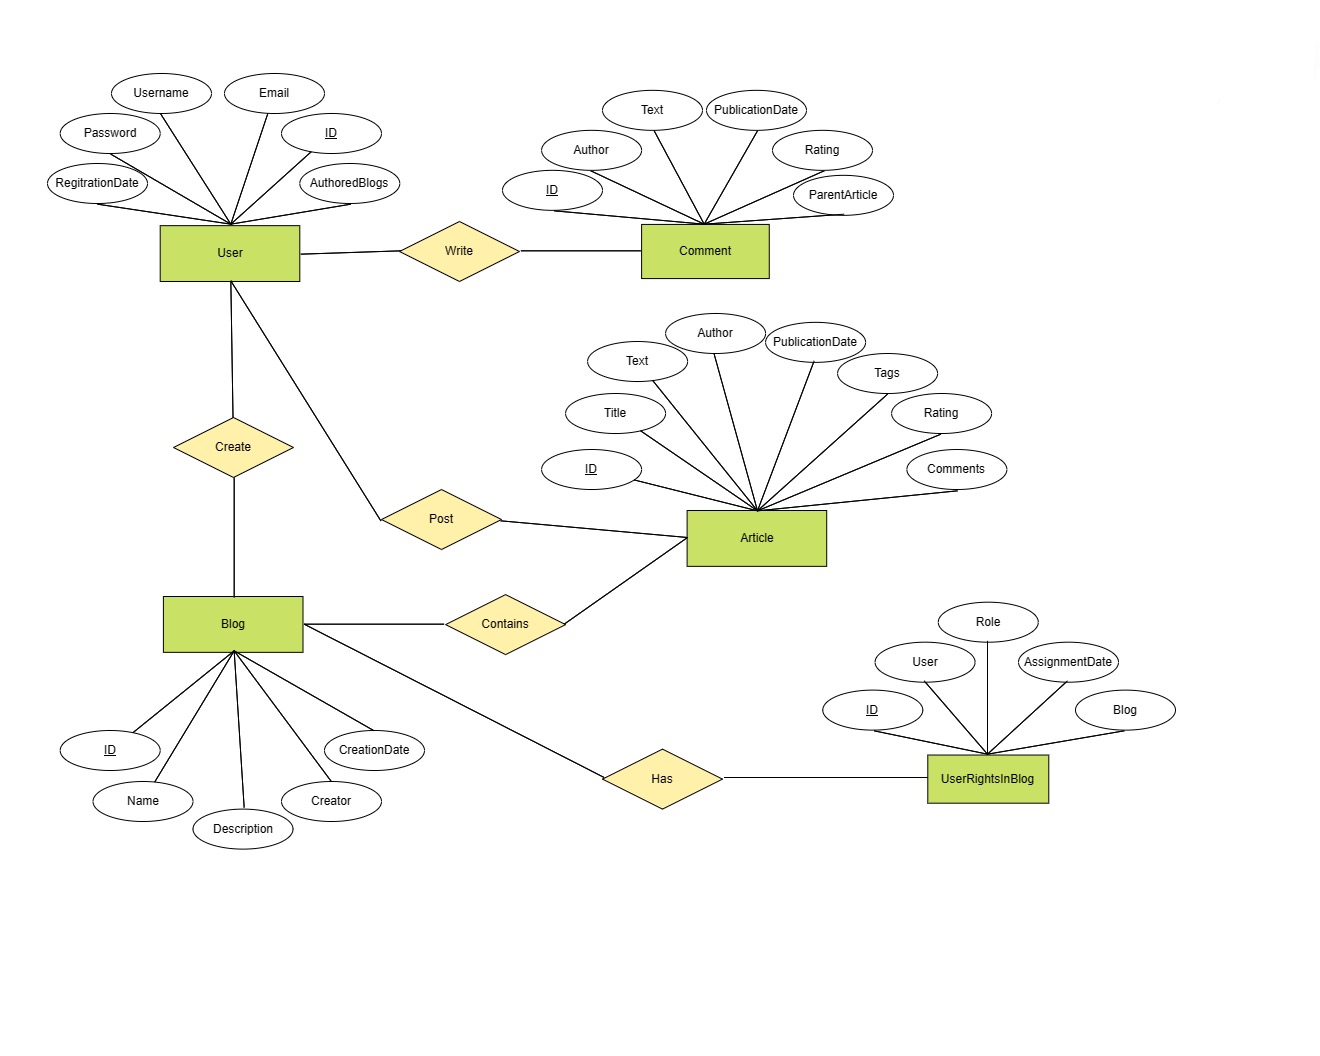 Username
Email
Password
ID
RegitrationDate
AuthoredBlogs
User
Write
Text
PublicationDate
Author
Rating
ID
ParentArticle
Comment
Author
PublicationDate
Text
Tags
Title
Rating
ID
Comments
Article
Create
Post
Blog
Contains
ID
CreationDate
Name
Creator
Description
Has
Role
User
AssignmentDate
ID
Blog
UserRightsInBlog